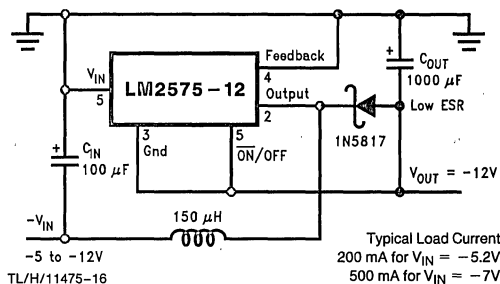 Feedback
4
+
C_OUT
1000 μF
V_IN
5
LM2575-12
Output
2
Low ESR
1N5817
3
Gnd
5
O̅N̅/OFF
+
C_IN
100 μF
V_OUT = -12V
-V_IN
150 μH
-5 to -12V
Typical Load Current
200 mA for V_IN = -5.2V
500 mA for V_IN = -7V
TL/H/11475-16